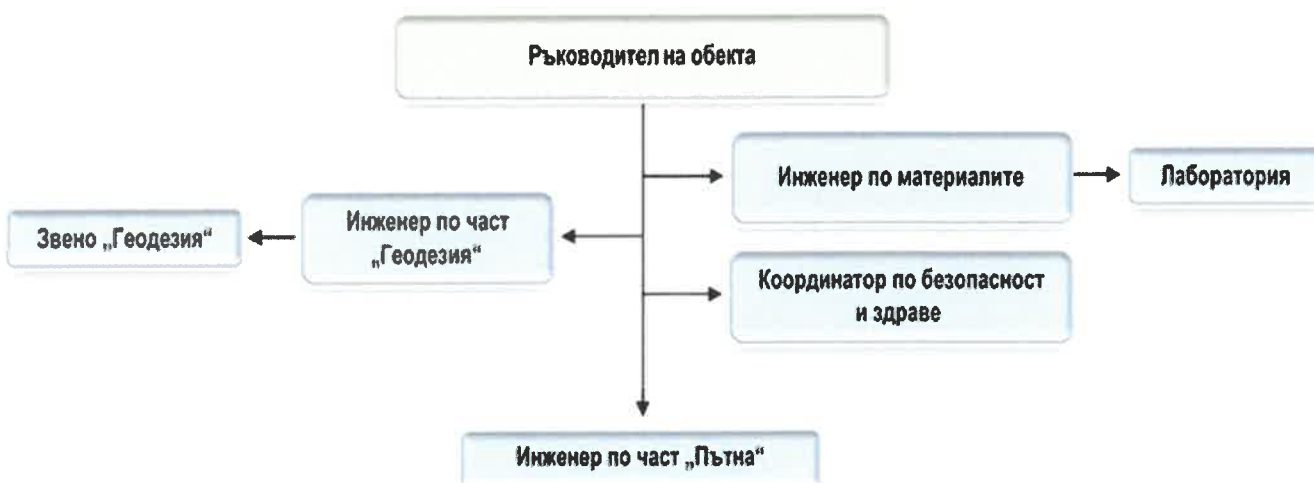 Ръководител на обекта
Инженер по материалите
Лаборатория
Звено „Геодезия“
Инженер по част
„Геодезия“
Координатор по безопасност
и здраве
Инженер по част „Пътна“